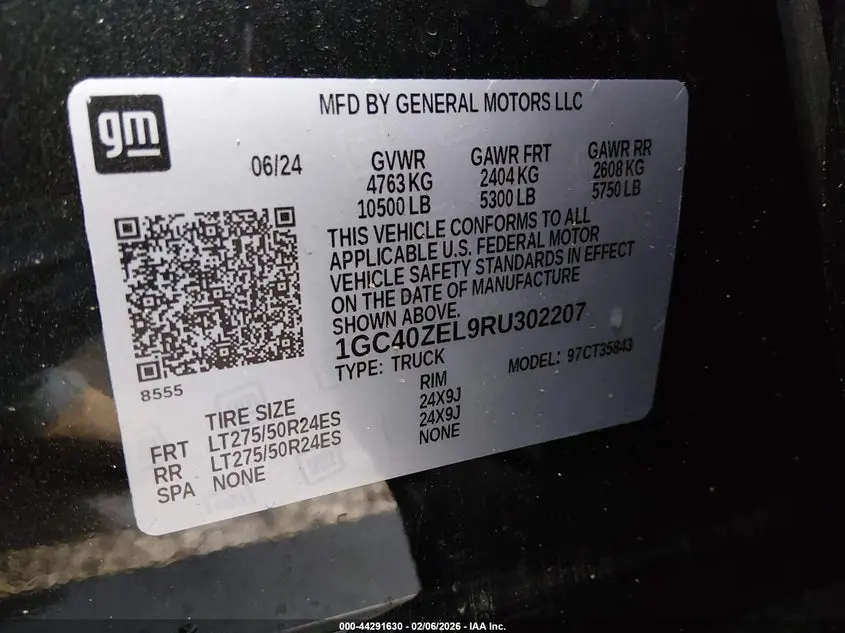 gm
MFD BY GENERAL MOTORS LLC
06/24
GVWR
4763 KG
10500 LB
GAWR FRT
2404 KG
5300 LB
GAWR RR
2608 KG
5750 LB
THIS VEHICLE CONFORMS TO ALL
APPLICABLE U.S. FEDERAL MOTOR
VEHICLE SAFETY STANDARDS IN EFFECT
ON THE DATE OF MANUFACTURE
SHOWN ABOVE.
1GC40ZEL9RU302207
TYPE: TRUCK
MODEL: 97CT35843
8555
TIRE SIZE
RIM
FRT LT275/50R24ES 24X9J
RR LT275/50R24ES 24X9J
SPA NONE NONE
000-44291630 - 02/06/2026 - IAA Inc.